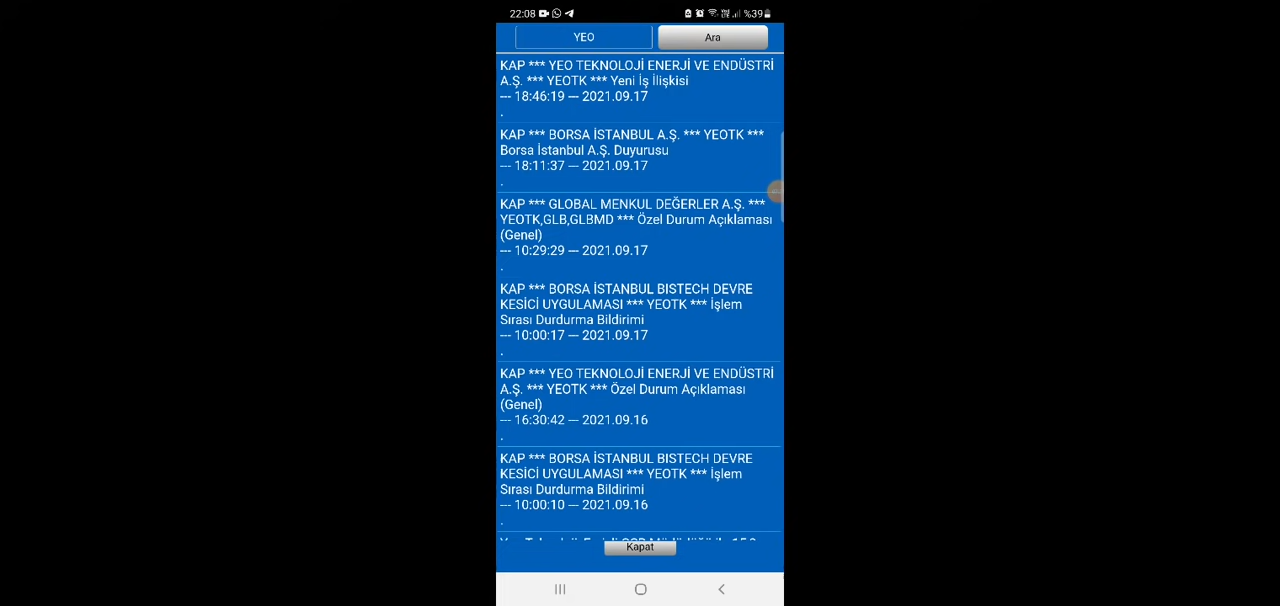 22:08 %39
YEO Ara
KAP *** YEO TEKNOLOJİ ENERJİ VE ENDÜSTRİ
A.Ş. *** YEOTK *** Yeni İş İlişkisi
--- 18:46:19 --- 2021.09.17
.
KAP *** BORSA İSTANBUL A.Ş. *** YEOTK ***
Borsa İstanbul A.Ş. Duyurusu
--- 18:11:37 --- 2021.09.17
.
KAP *** GLOBAL MENKUL DEĞERLER A.Ş. ***
YEOTK,GLB,GLBMD *** Özel Durum Açıklaması
(Genel)
--- 10:29:29 --- 2021.09.17
.
KAP *** BORSA İSTANBUL BISTECH DEVRE
KESİCİ UYGULAMASI *** YEOTK *** İşlem
Sırası Durdurma Bildirimi
--- 10:00:17 --- 2021.09.17
.
KAP *** YEO TEKNOLOJİ ENERJİ VE ENDÜSTRİ
A.Ş. *** YEOTK *** Özel Durum Açıklaması
(Genel)
--- 16:30:42 --- 2021.09.16
.
KAP *** BORSA İSTANBUL BISTECH DEVRE
KESİCİ UYGULAMASI *** YEOTK *** İşlem
Sırası Durdurma Bildirimi
--- 10:00:10 --- 2021.09.16
.
Kapat